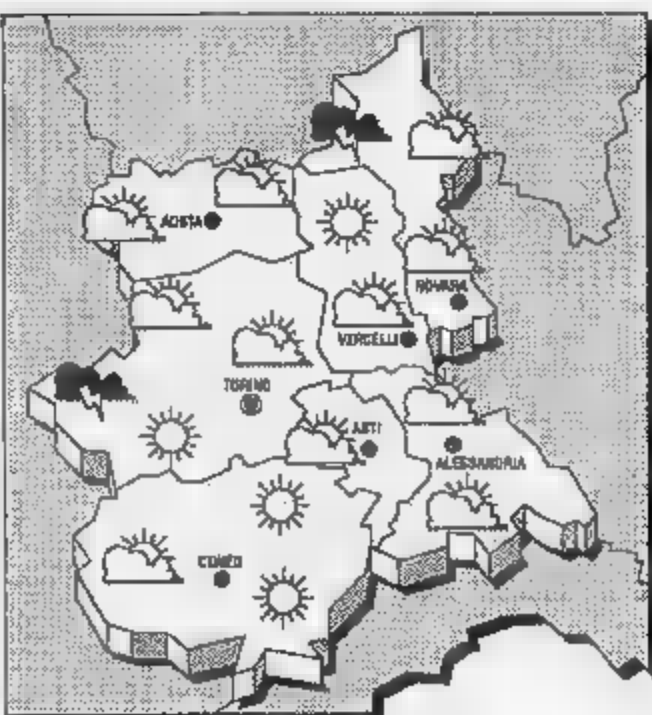 AOSTA
NOVARA
VERCELLI
TORINO
ASTI
ALESSANDRIA
CUNEO